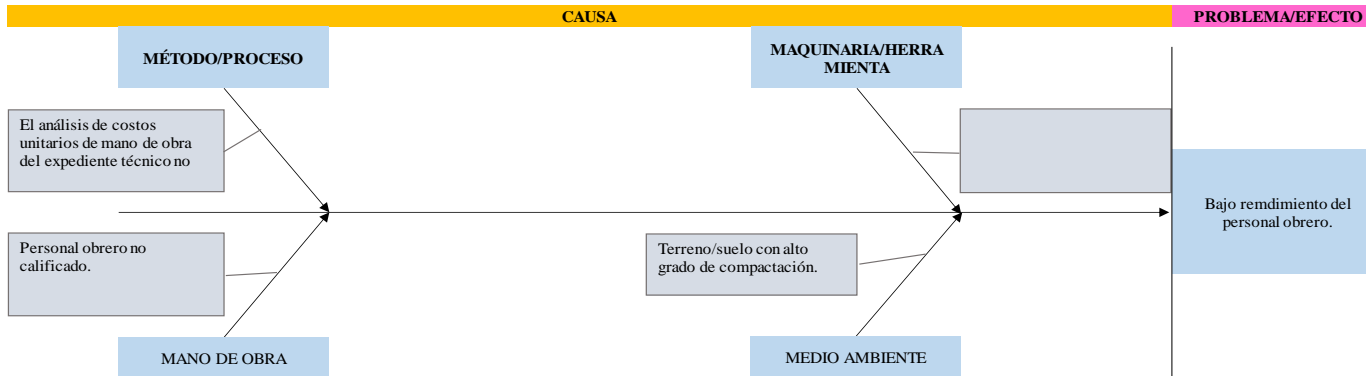 CAUSA
PROBLEMA/EFECTO
MÉTODO/PROCESO
MAQUINARIA/HERRA
MIENTA
El análisis de costos
unitarios de mano de obra
del expediente técnico no
Bajo remdimiento del
personal obrero.
Personal obrero no
calificado.
Terreno/suelo con alto
grado de compactación.
MANO DE OBRA
MEDIO AMBIENTE